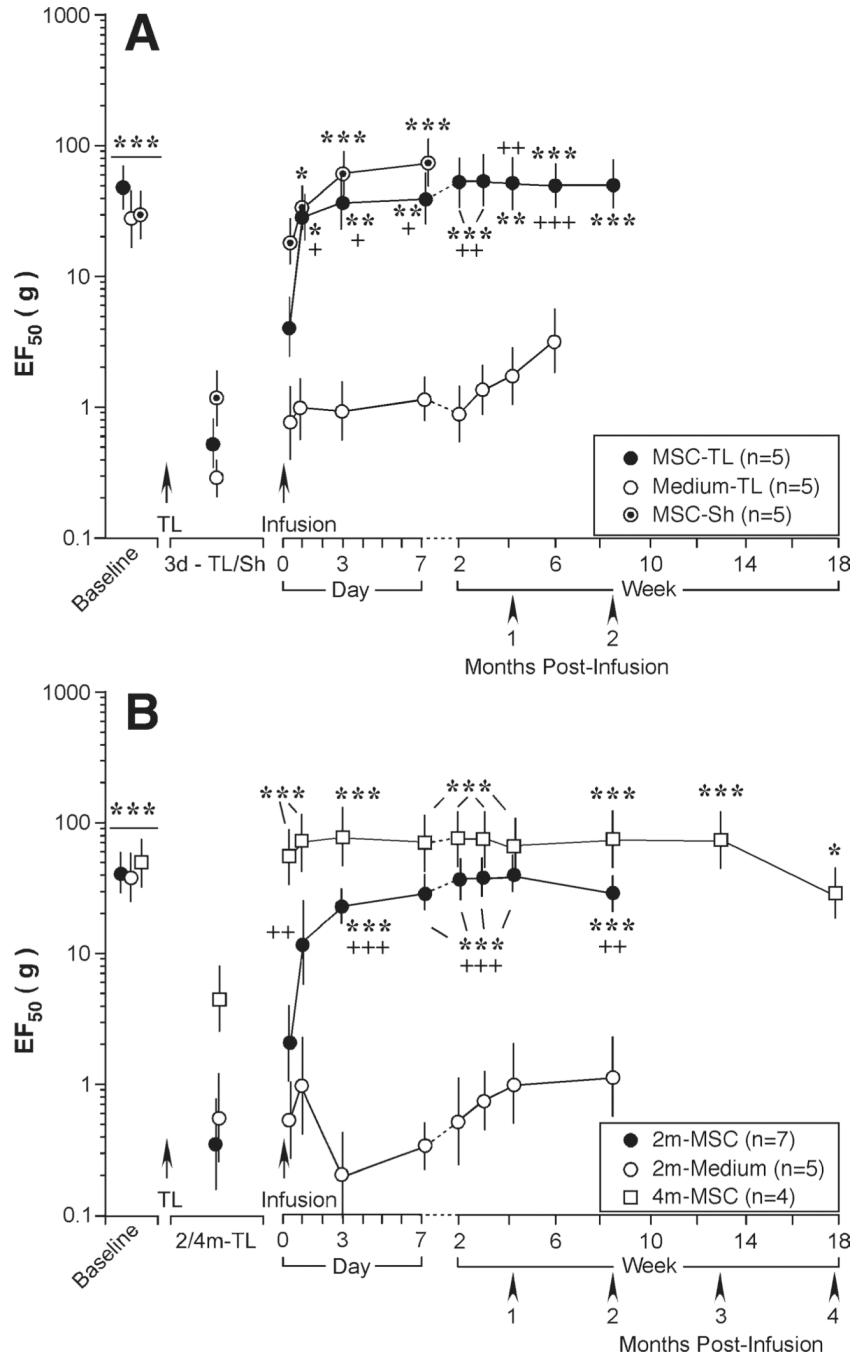 A
1000
100
10
1
0.1
EF50 ( g )
***
*
***
***
++
***
*
+
**
+
**
+
***
++
**
+++
***
MSC-TL (n=5)
Medium-TL (n=5)
MSC-Sh (n=5)
TL
Infusion
Baseline
3d - TL/Sh
0 3 7 2 6 10 14 18
Day
Week
1 2
Months Post-Infusion
B
1000
100
10
1
0.1
EF50 ( g )
***
***
***
***
***
***
*
++
***
+++
***
+++
***
++
2m-MSC (n=7)
2m-Medium (n=5)
4m-MSC (n=4)
TL
Infusion
Baseline
2/4m-TL
0 3 7 2 6 10 14 18
Day
Week
1 2 3 4
Months Post-Infusion